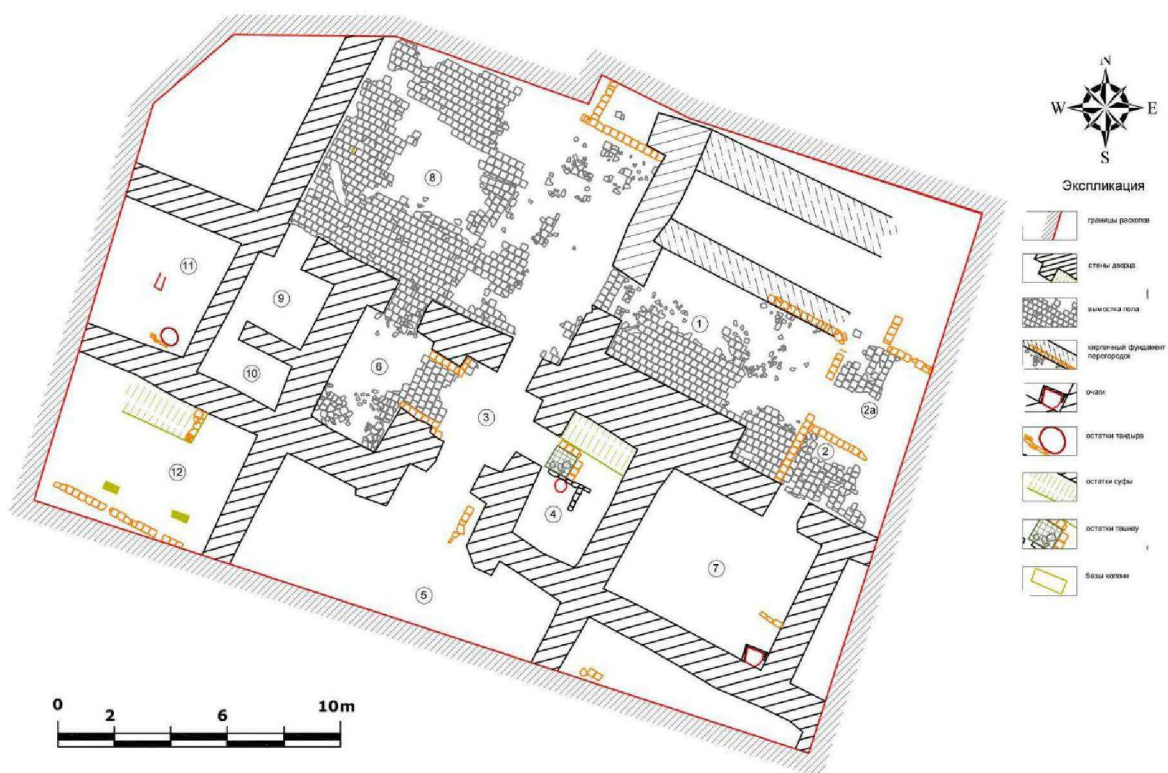 N
W E
S
Экспликация
границы раскопов
стены дворца
8
вымостка пола
11
9
1
кирпичный фундамент
перегородок
6
10
очаги
2a
3
остатки тандыра
2
12
остатки суфы
4
остатки ташнау
7
5
базы колонн
0 2 6 10m